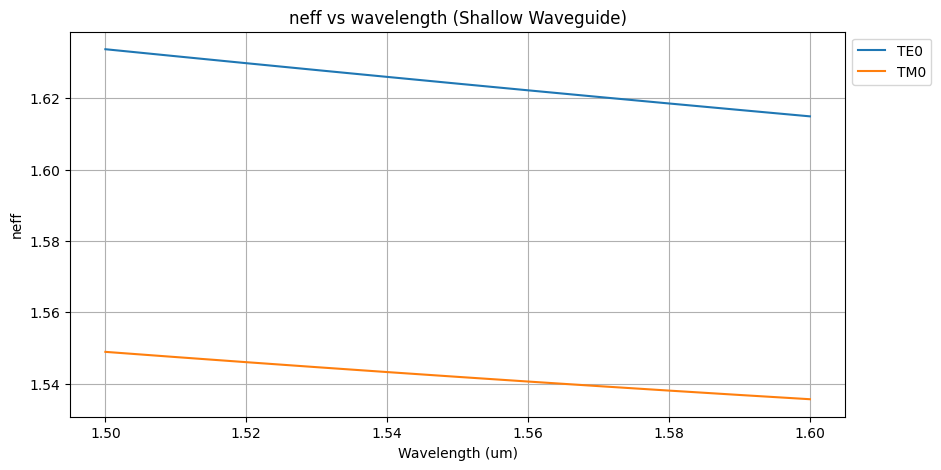 neff vs wavelength (Shallow Waveguide)
TE0
TM0
neff
1.62
1.60
1.58
1.56
1.54
1.50 1.52 1.54 1.56 1.58 1.60
Wavelength (um)